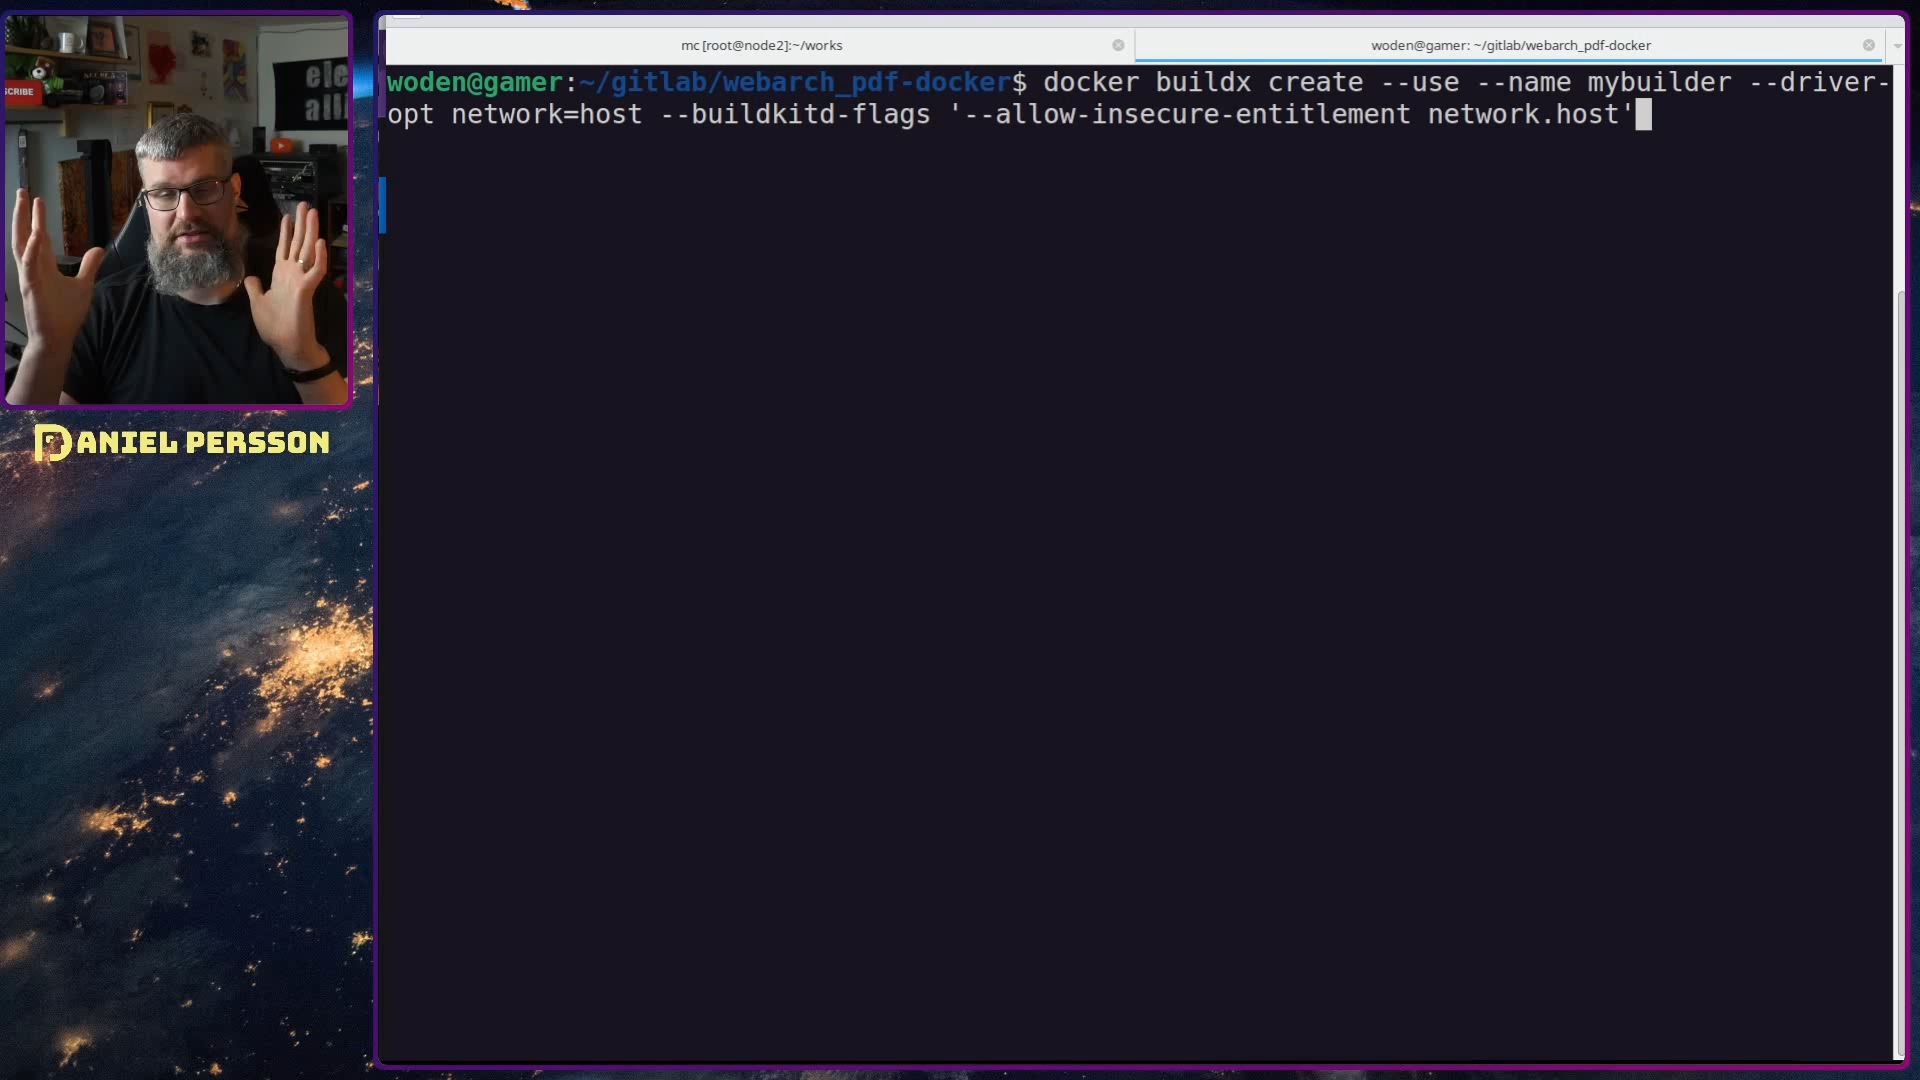 mc [root@node2]:~/works
woden@gamer: ~/gitlab/webarch_pdf-docker
woden@gamer:~/gitlab/webarch_pdf-docker$ docker buildx create --use --name mybuilder --driver-
opt network=host --buildkitd-flags '--allow-insecure-entitlement network.host'
SCRIBE
DANIEL PERSSON